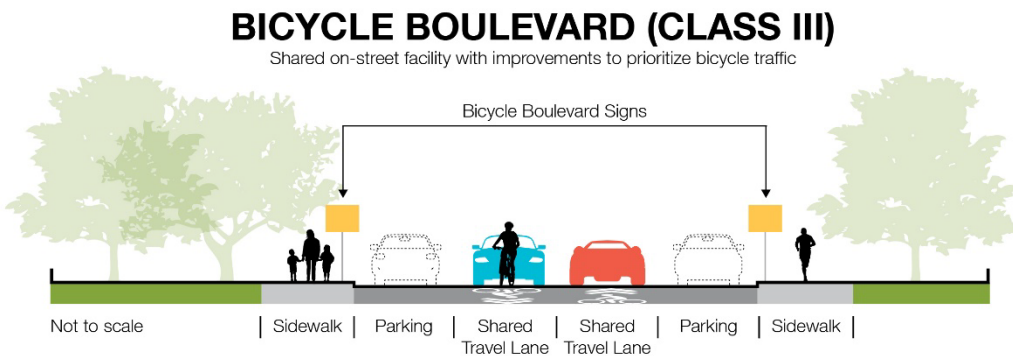 BICYCLE BOULEVARD (CLASS III)
Shared on-street facility with improvements to prioritize bicycle traffic
Bicycle Boulevard Signs
Not to scale
Sidewalk
Parking
Shared
Travel Lane
Shared
Travel Lane
Parking
Sidewalk